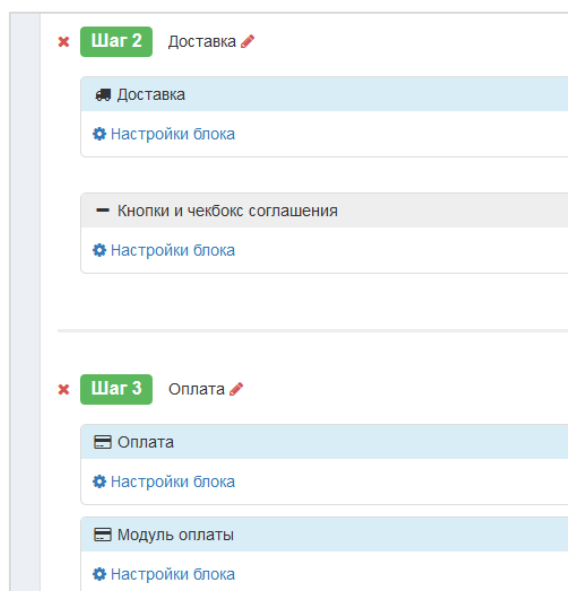 Шаг 2 Доставка
Доставка
Настройки блока
Кнопки и чекбокс соглашения
Настройки блока
Шаг 3 Оплата
Оплата
Настройки блока
Модуль оплаты
Настройки блока